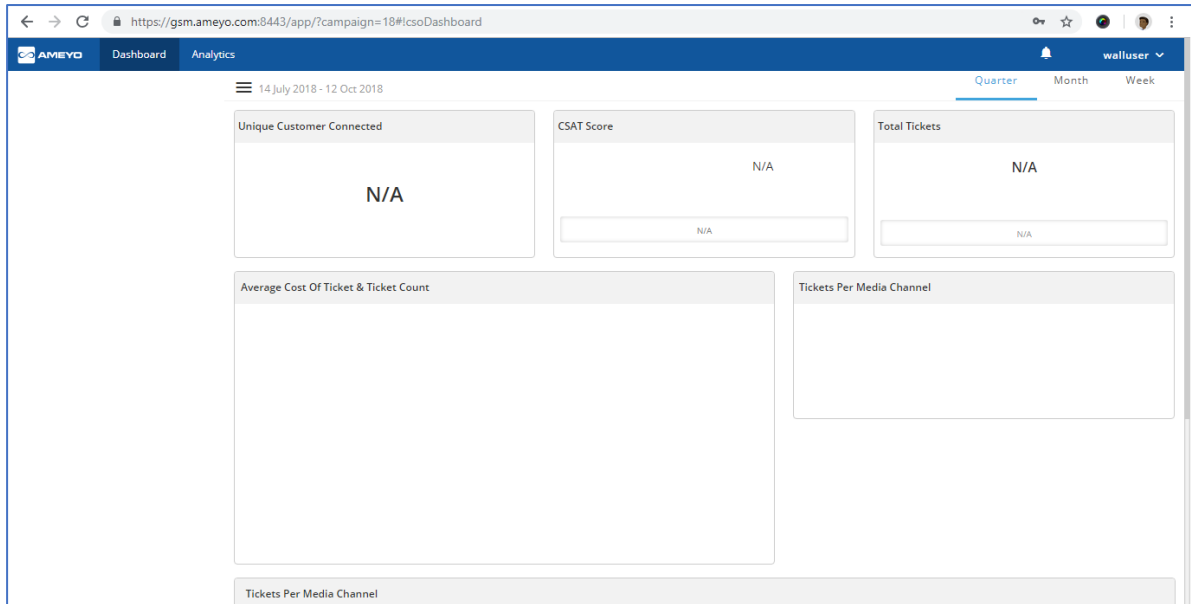 https://gsm.ameyo.com:8443/app/?campaign=18#!csoDashboard
AMEYO Dashboard Analytics walluser
14 July 2018 - 12 Oct 2018 Quarter Month Week
Unique Customer Connected CSAT Score Total Tickets
N/A N/A
N/A
N/A N/A
Average Cost Of Ticket & Ticket Count Tickets Per Media Channel
Tickets Per Media Channel